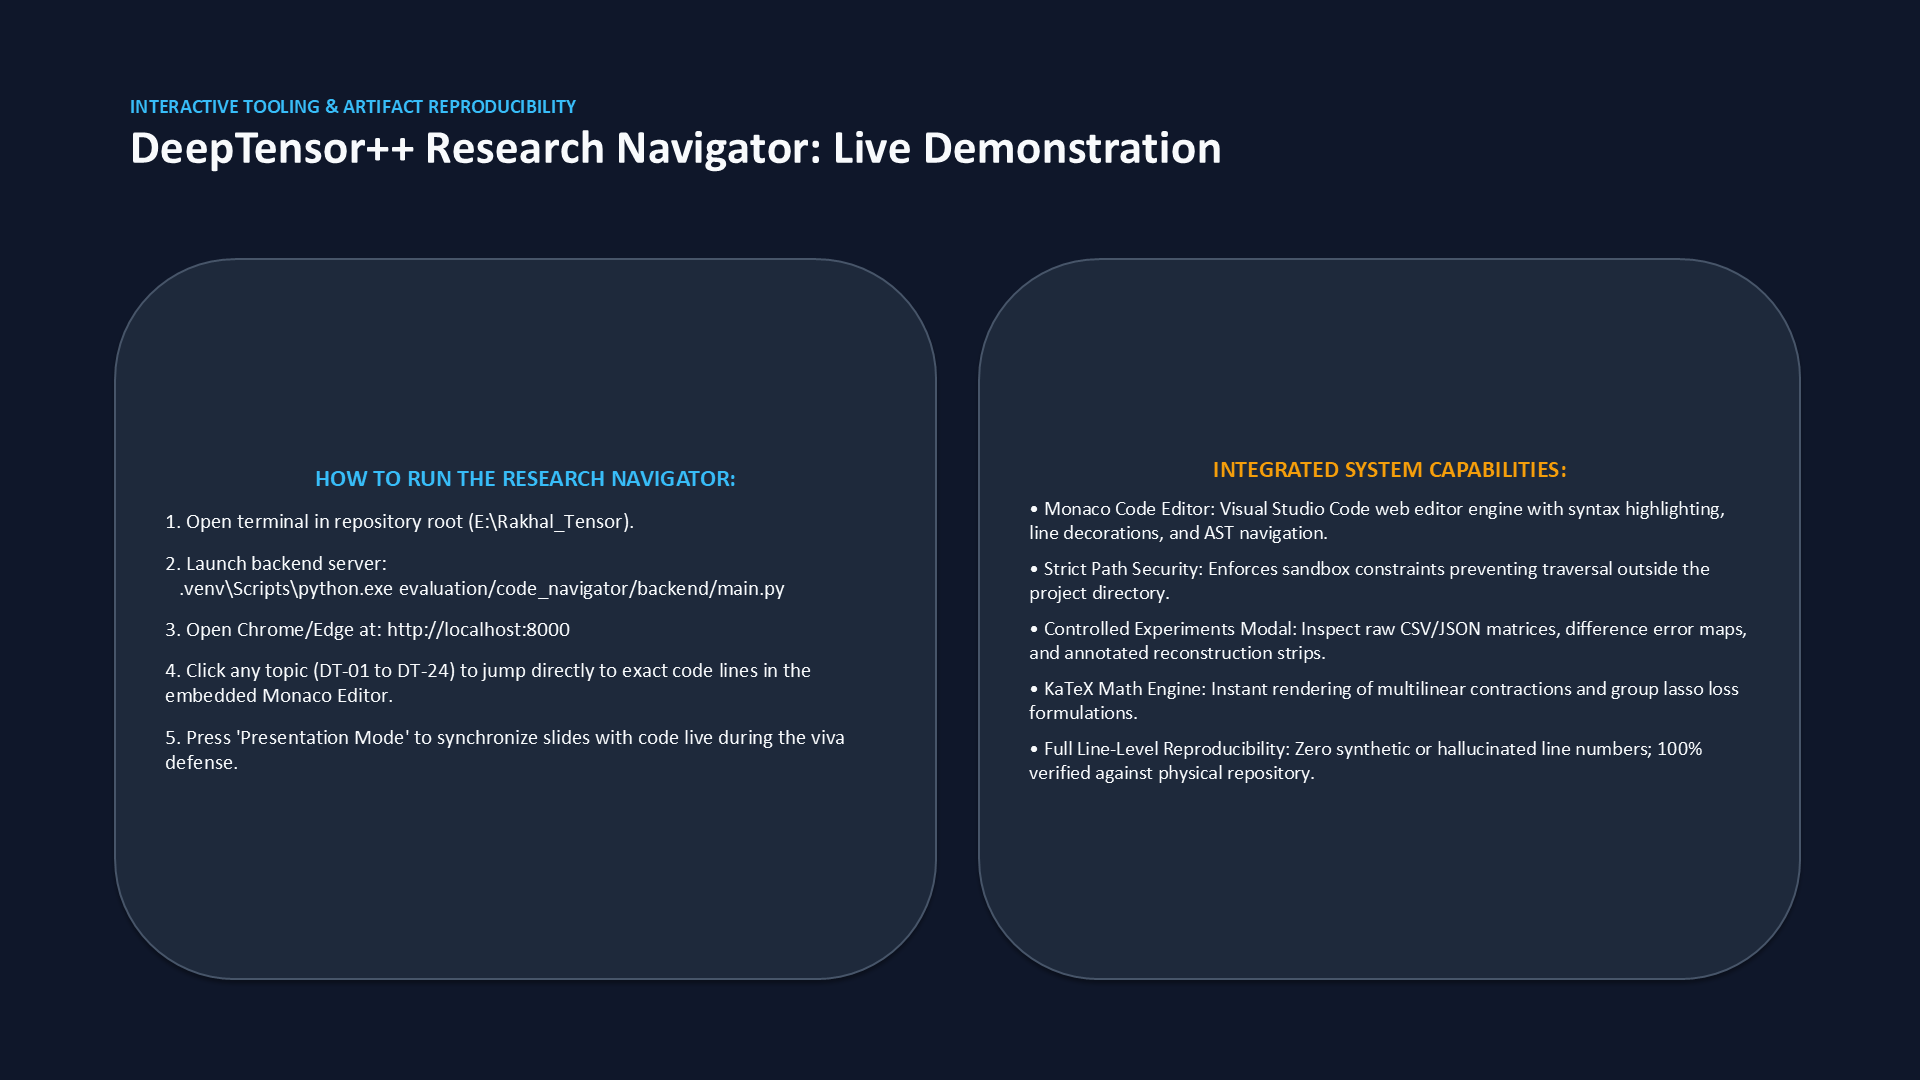 INTERACTIVE TOOLING & ARTIFACT REPRODUCIBILITY
DeepTensor++ Research Navigator: Live Demonstration
HOW TO RUN THE RESEARCH NAVIGATOR:
1. Open terminal in repository root (E:\Rakhal_Tensor).
2. Launch backend server:
.venv\Scripts\python.exe evaluation/code_navigator/backend/main.py
3. Open Chrome/Edge at: http://localhost:8000
4. Click any topic (DT-01 to DT-24) to jump directly to exact code lines in the
embedded Monaco Editor.
5. Press 'Presentation Mode' to synchronize slides with code live during the viva
defense.
INTEGRATED SYSTEM CAPABILITIES:
• Monaco Code Editor: Visual Studio Code web editor engine with syntax highlighting,
line decorations, and AST navigation.
• Strict Path Security: Enforces sandbox constraints preventing traversal outside the
project directory.
• Controlled Experiments Modal: Inspect raw CSV/JSON matrices, difference error maps,
and annotated reconstruction strips.
• KaTeX Math Engine: Instant rendering of multilinear contractions and group lasso loss
formulations.
• Full Line-Level Reproducibility: Zero synthetic or hallucinated line numbers; 100%
verified against physical repository.